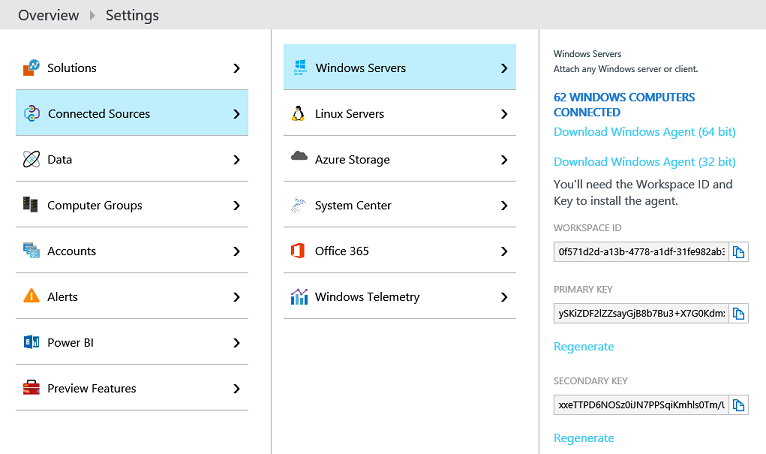 Overview Settings
Solutions
Connected Sources
Data
Computer Groups
Accounts
Alerts
Power BI
Preview Features
Windows Servers
Linux Servers
Azure Storage
System Center
Office 365
Windows Telemetry
Windows Servers
Attach any Windows server or client.
62 WINDOWS COMPUTERS
CONNECTED
Download Windows Agent (64 bit)
Download Windows Agent (32 bit)
You'll need the Workspace ID and
Key to install the agent.
WORKSPACE ID
0f571d2d-a13b-4778-a1df-31fe982ab3
PRIMARY KEY
ySKiZDF2lZZsayGjB8b7Bu3+X7G0Kdm
Regenerate
SECONDARY KEY
xxeTTPD6NOSz0iJN7PPSqiKmhls0Tm/U
Regenerate